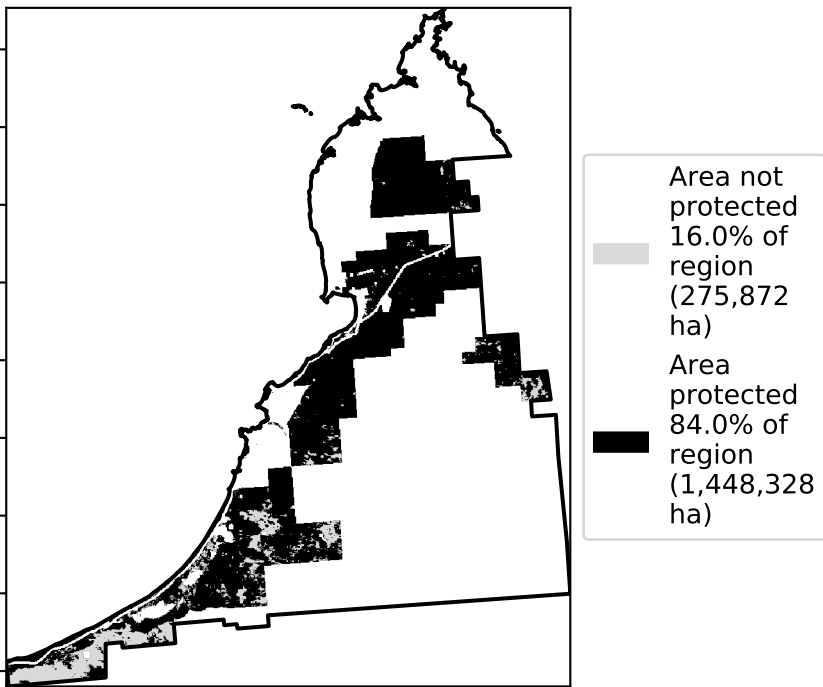 Area not
protected
16.0% of
region
(275,872
ha)
Area
protected
84.0% of
region
(1,448,328
ha)